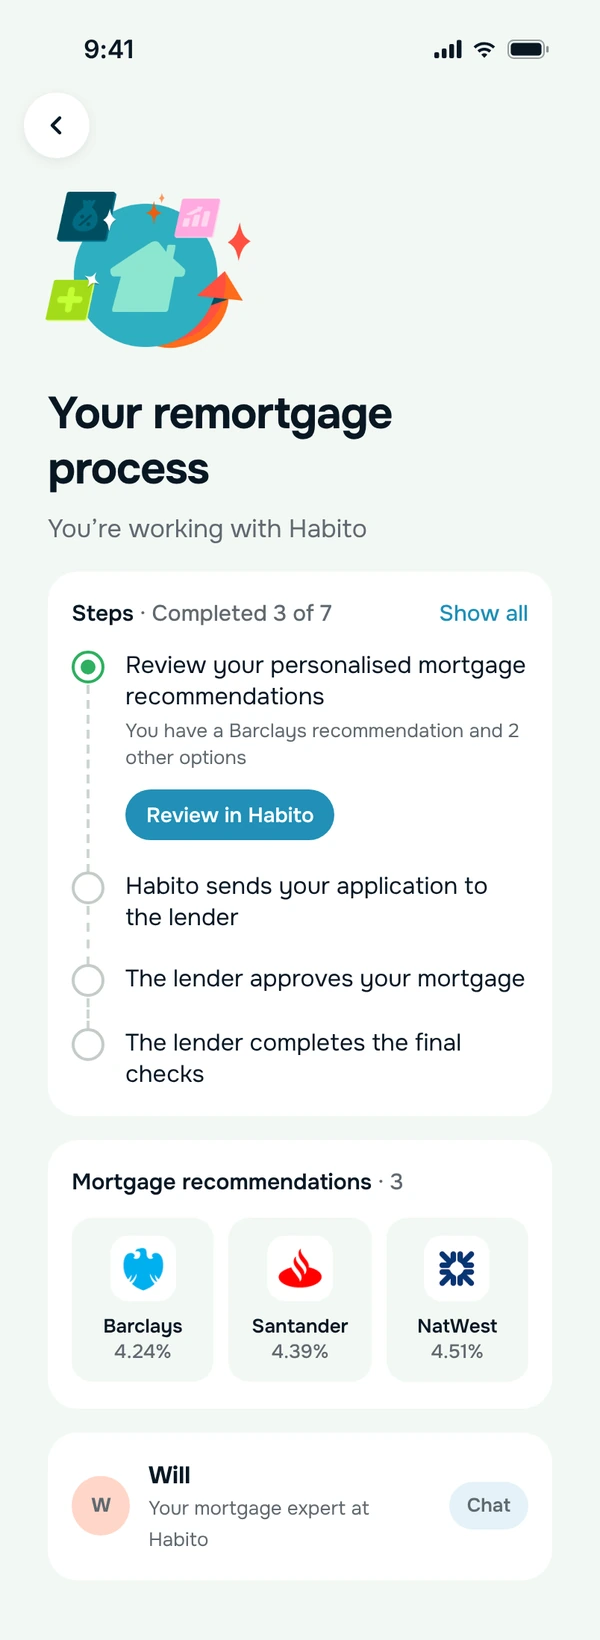 9:41
Your remortgage
process
You’re working with Habito
Steps · Completed 3 of 7 Show all
Review your personalised mortgage
recommendations
You have a Barclays recommendation and 2
other options
Review in Habito
Habito sends your application to
the lender
The lender approves your mortgage
The lender completes the final
checks
Mortgage recommendations · 3
Barclays Santander NatWest
4.24% 4.39% 4.51%
Will
W Your mortgage expert at Chat
Habito